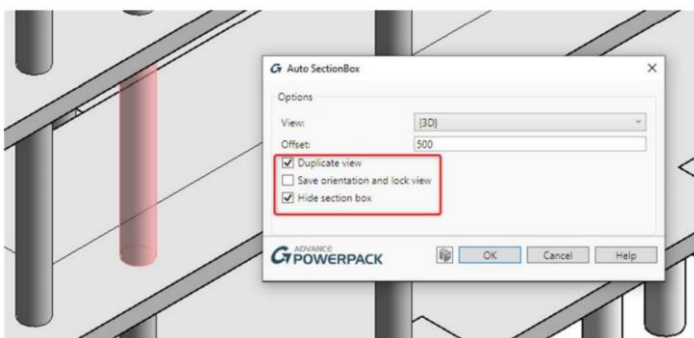 G Auto SectionBox
Options
View: {3D}
Offset: 500
Duplicate view
Save orientation and lock view
Hide section box
G ADVANCE
POWERPACK
OK Cancel Help